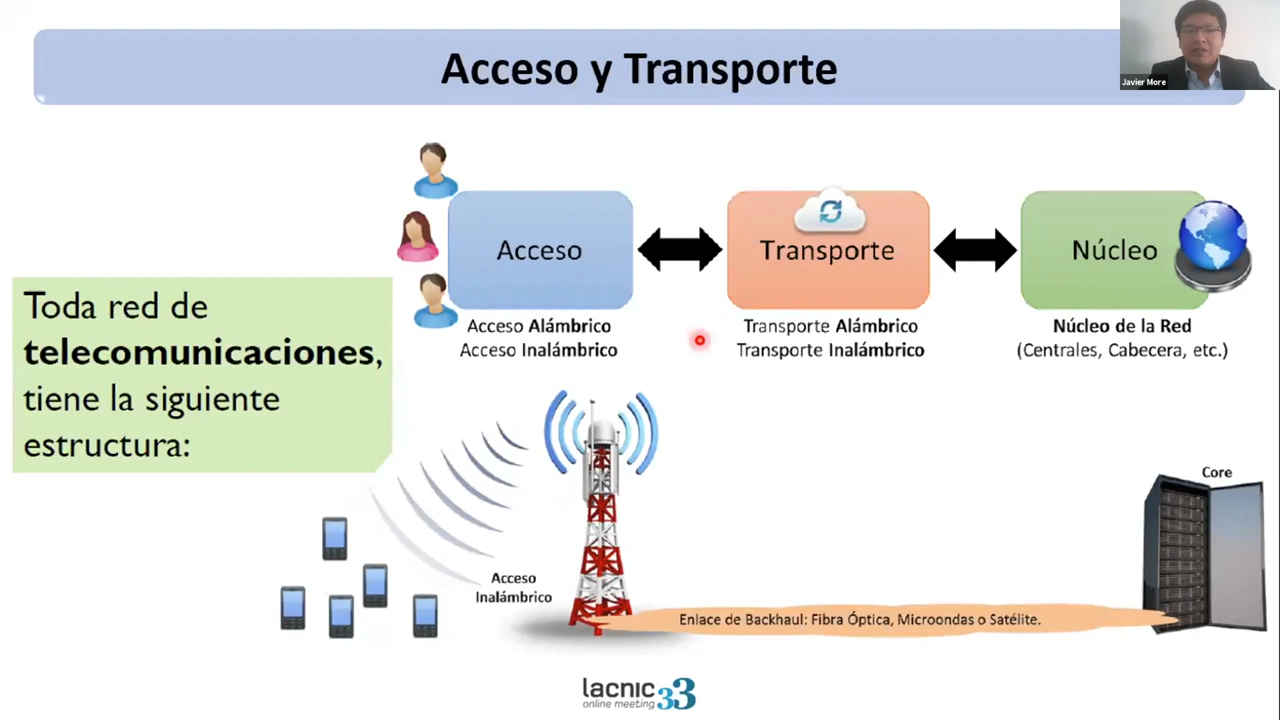 Acceso y Transporte
Javier More
Acceso
Transporte
Núcleo
Acceso Alámbrico
Acceso Inalámbrico
Transporte Alámbrico
Transporte Inalámbrico
Núcleo de la Red
(Centrales, Cabecera, etc.)
Toda red de
telecomunicaciones,
tiene la siguiente
estructura:
Core
Acceso
Inalámbrico
Enlace de Backhaul: Fibra Óptica, Microondas o Satélite.
lacnic 33
online meeting